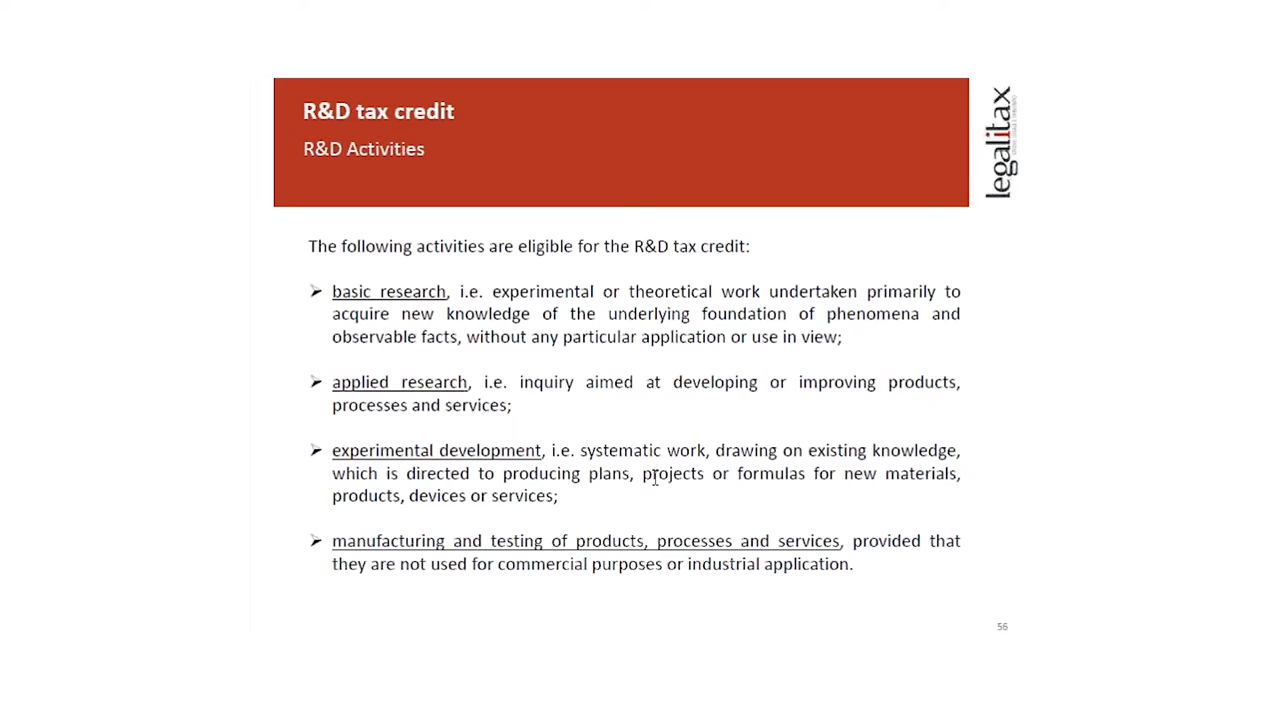 R&D tax credit
R&D Activities
legalitax
The following activities are eligible for the R&D tax credit:
➢ basic research, i.e. experimental or theoretical work undertaken primarily to
acquire new knowledge of the underlying foundation of phenomena and
observable facts, without any particular application or use in view;
➢ applied research, i.e. inquiry aimed at developing or improving products,
processes and services;
➢ experimental development, i.e. systematic work, drawing on existing knowledge,
which is directed to producing plans, projects or formulas for new materials,
products, devices or services;
➢ manufacturing and testing of products, processes and services, provided that
they are not used for commercial purposes or industrial application.
56